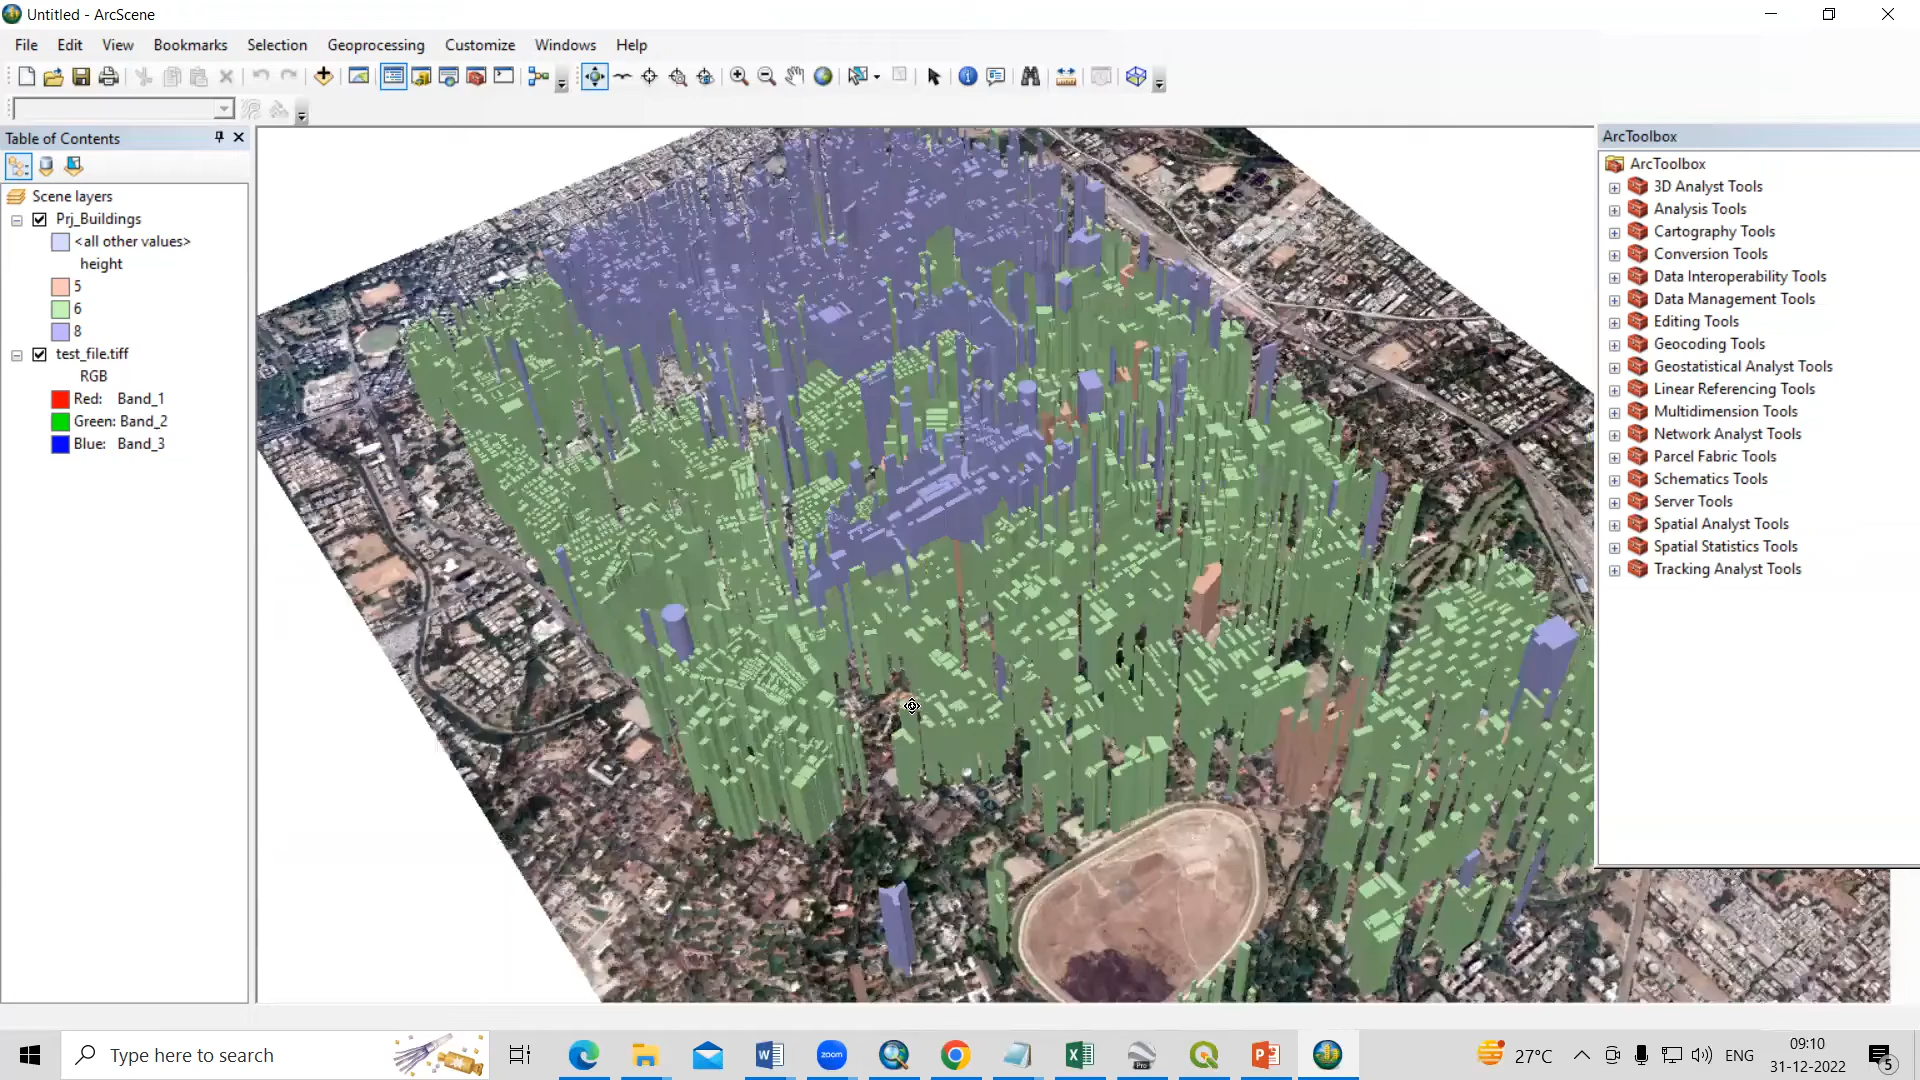 Untitled - ArcScene
File Edit View Bookmarks Selection Geoprocessing Customize Windows Help
Table of Contents
Scene layers
Prj_Buildings
<all other values>
height
5
6
8
test_file.tiff
RGB
Red: Band_1
Green: Band_2
Blue: Band_3
ArcToolbox
ArcToolbox
3D Analyst Tools
Analysis Tools
Cartography Tools
Conversion Tools
Data Interoperability Tools
Data Management Tools
Editing Tools
Geocoding Tools
Geostatistical Analyst Tools
Linear Referencing Tools
Multidimension Tools
Network Analyst Tools
Parcel Fabric Tools
Schematics Tools
Server Tools
Spatial Analyst Tools
Spatial Statistics Tools
Tracking Analyst Tools
Type here to search
zoom
Pro
27°C
ENG
09:10
31-12-2022
5